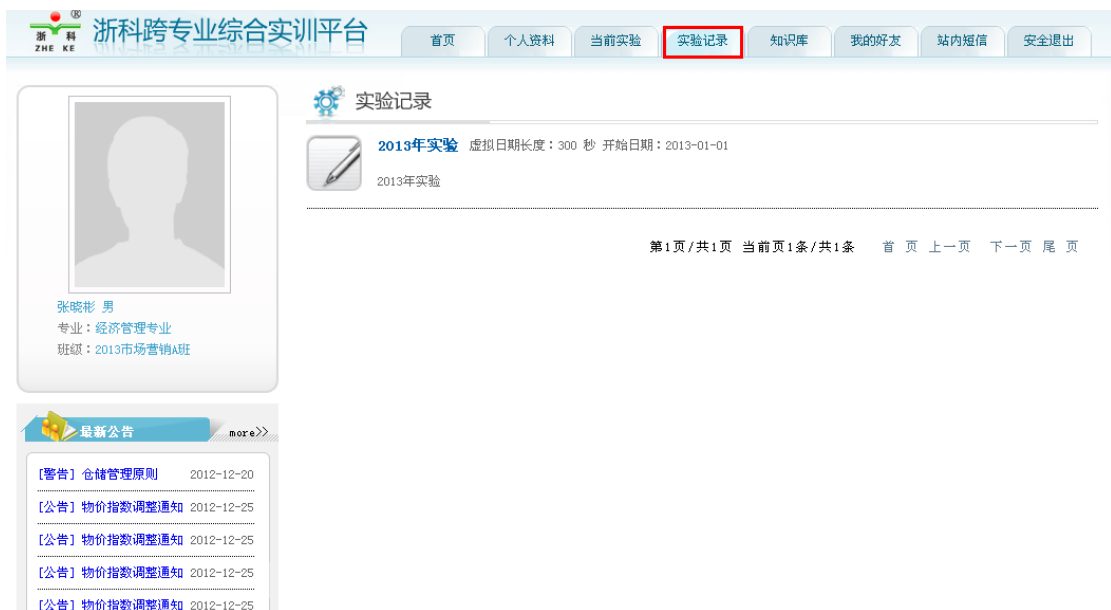 ®
浙 科
ZHE KE
浙科跨专业综合实训平台
首页 个人资料 当前实验 实验记录 知识库 我的好友 站内短信 安全退出
实验记录
2013年实验 虚拟日期长度：300 秒 开始日期：2013-01-01
2013年实验
第1页/共1页 当前页1条/共1条 首 页 上一页 下一页 尾 页
张晓彬 男
专业：经济管理专业
班级：2013市场营销A班
最新公告 more>>
[警告] 仓储管理原则 2012-12-20
[公告] 物价指数调整通知 2012-12-25
[公告] 物价指数调整通知 2012-12-25
[公告] 物价指数调整通知 2012-12-25
[公告] 物价指数调整通知 2012-12-25